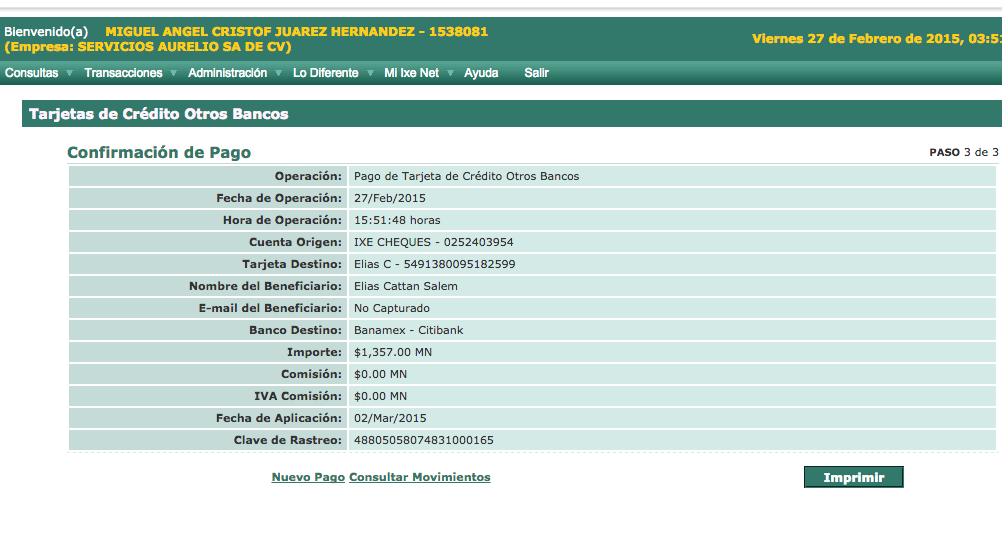 Bienvenido(a) MIGUEL ANGEL CRISTOF JUAREZ HERNANDEZ - 1538081
(Empresa: SERVICIOS AURELIO SA DE CV)
Viernes 27 de Febrero de 2015, 03:51
Consultas Transacciones Administración Lo Diferente Mi Ixe Net Ayuda Salir
Tarjetas de Crédito Otros Bancos
Confirmación de Pago PASO 3 de 3
Operación: Pago de Tarjeta de Crédito Otros Bancos
Fecha de Operación: 27/Feb/2015
Hora de Operación: 15:51:48 horas
Cuenta Origen: IXE CHEQUES - 0252403954
Tarjeta Destino: Elias C - 5491380095182599
Nombre del Beneficiario: Elias Cattan Salem
E-mail del Beneficiario: No Capturado
Banco Destino: Banamex - Citibank
Importe: $1,357.00 MN
Comisión: $0.00 MN
IVA Comisión: $0.00 MN
Fecha de Aplicación: 02/Mar/2015
Clave de Rastreo: 48805058074831000165
Nuevo Pago Consultar Movimientos Imprimir